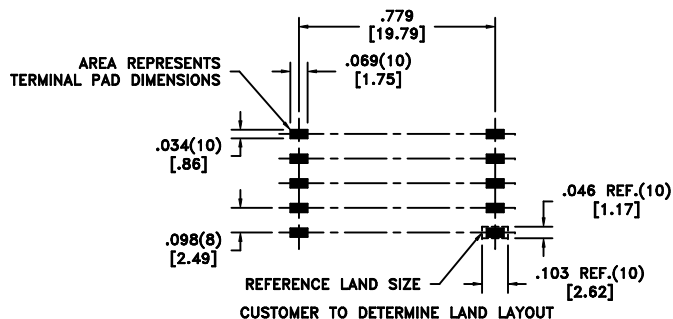 .779
[19.79]
AREA REPRESENTS
TERMINAL PAD DIMENSIONS
.069(10)
[1.75]
.034(10)
[.86]
.046 REF.(10)
[1.17]
.098(8)
[2.49]
REFERENCE LAND SIZE
.103 REF.(10)
[2.62]
CUSTOMER TO DETERMINE LAND LAYOUT